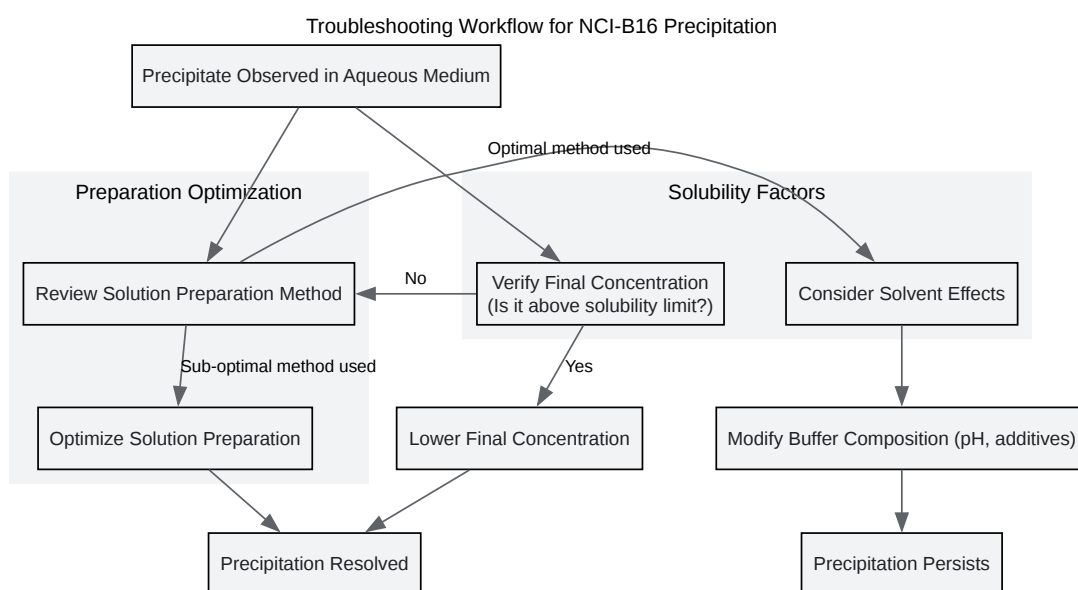 Troubleshooting Workflow for NCI-B16 Precipitation
Precipitate Observed in Aqueous Medium
Optimal method used
Preparation Optimization
Solubility Factors
Review Solution Preparation Method
No
Verify Final Concentration
(Is it above solubility limit?)
Consider Solvent Effects
Sub-optimal method used
Yes
Optimize Solution Preparation
Lower Final Concentration
Modify Buffer Composition (pH, additives)
Precipitation Resolved
Precipitation Persists